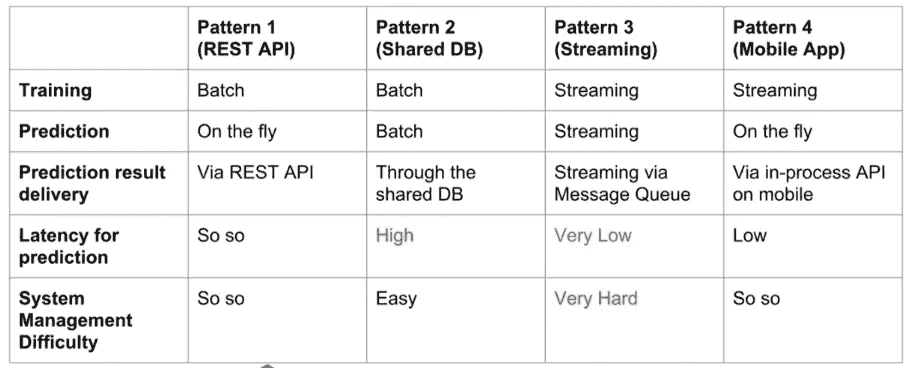 Pattern 1 Pattern 2 Pattern 3 Pattern 4
(REST API) (Shared DB) (Streaming) (Mobile App)
Training Batch Batch Streaming Streaming
Prediction On the fly Batch Streaming On the fly
Prediction result Via REST API Through the Streaming via Via in-process API
delivery shared DB Message Queue on mobile
Latency for So so High Very Low Low
prediction
System So so Easy Very Hard So so
Management
Difficulty